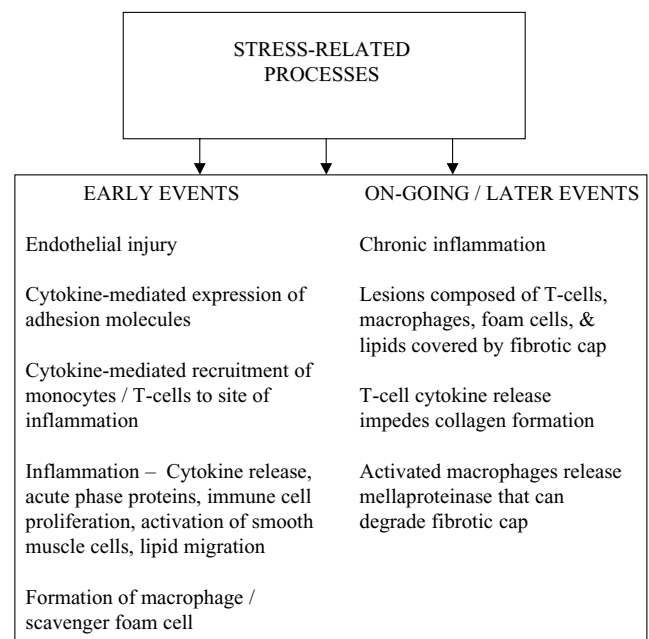 STRESS-RELATED
PROCESSES
EARLY EVENTS
Endothelial injury
Cytokine-mediated expression of
adhesion molecules
Cytokine-mediated recruitment of
monocytes / T-cells to site of
inflammation
Inflammation – Cytokine release,
acute phase proteins, immune cell
proliferation, activation of smooth
muscle cells, lipid migration
Formation of macrophage /
scavenger foam cell
ON-GOING / LATER EVENTS
Chronic inflammation
Lesions composed of T-cells,
macrophages, foam cells, &
lipids covered by fibrotic cap
T-cell cytokine release
impedes collagen formation
Activated macrophages release
mellaproteinase that can
degrade fibrotic cap